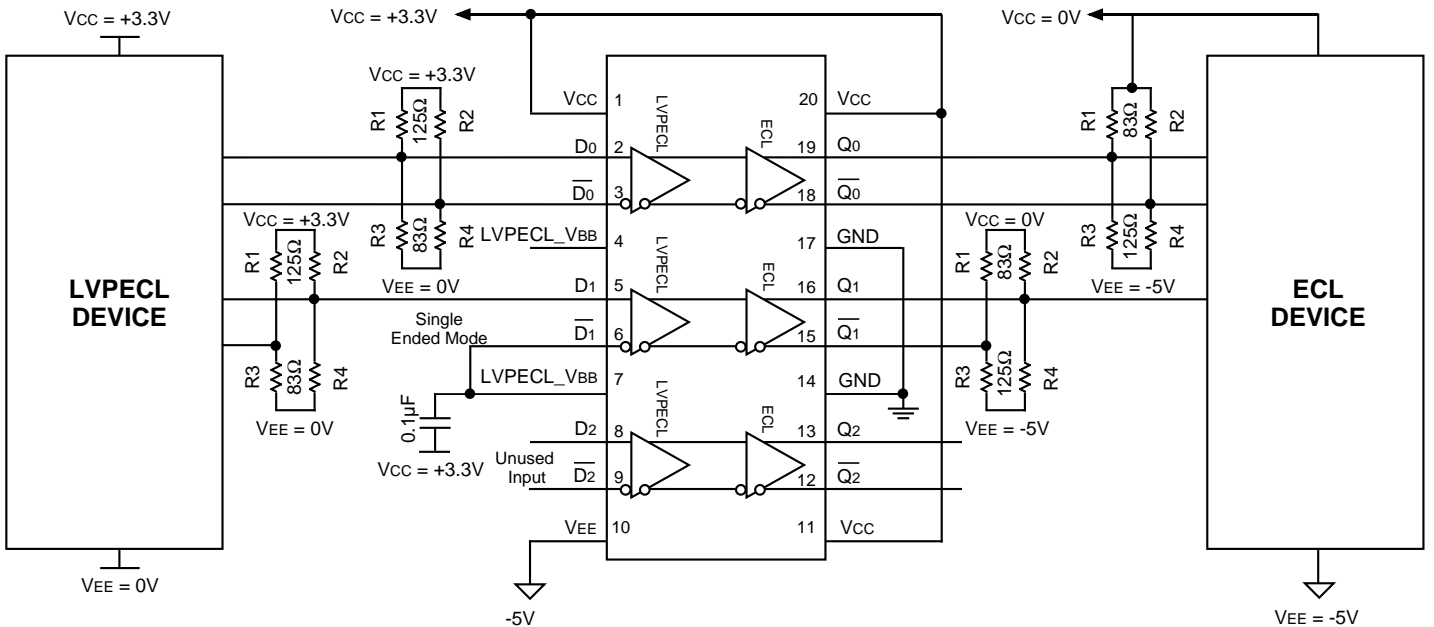 VCC = +3.3V
LVPECL
DEVICE
VEE = 0V
VCC = +3.3V
R1
125Ω
R2
R3
83Ω
R4
VEE = 0V
VCC = +3.3V
R1
125Ω
R2
R3
83Ω
R4
VEE = 0V
Single
Ended Mode
0.1µF
VCC = +3.3V
Unused
Input
VCC = +3.3V
VCC 1
D0 2
D0 3
LVPECL_VBB 4
D1 5
D1 6
LVPECL_VBB 7
D2 8
D2 9
VEE 10
-5V
LVPECL
ECL
LVPECL
ECL
LVPECL
ECL
20 VCC
19 Q0
18 Q0
17 GND
16 Q1
15 Q1
14 GND
13 Q2
12 Q2
11 VCC
VCC = 0V
R1
83Ω
R2
R3
125Ω
R4
VEE = -5V
VCC = 0V
R1
83Ω
R2
R3
125Ω
R4
VEE = -5V
ECL
DEVICE
VEE = -5V